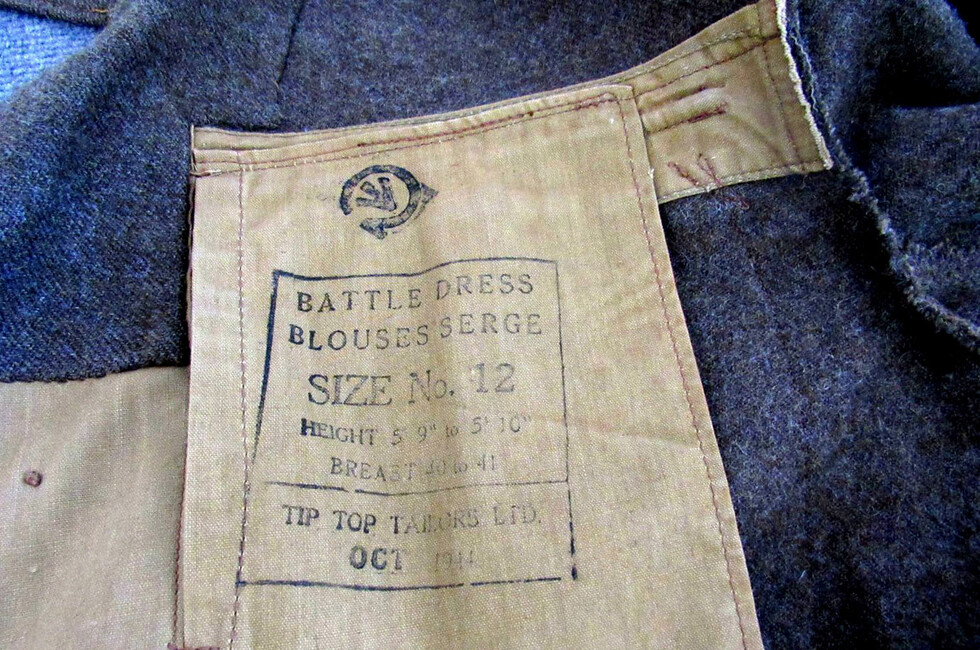 BATTLE DRESS
BLOUSES SERGE
SIZE No. 12
HEIGHT 5' 9" to 5' 10"
BREAST 40 to 41
TIP TOP TAILORS LTD.
OCT 1944